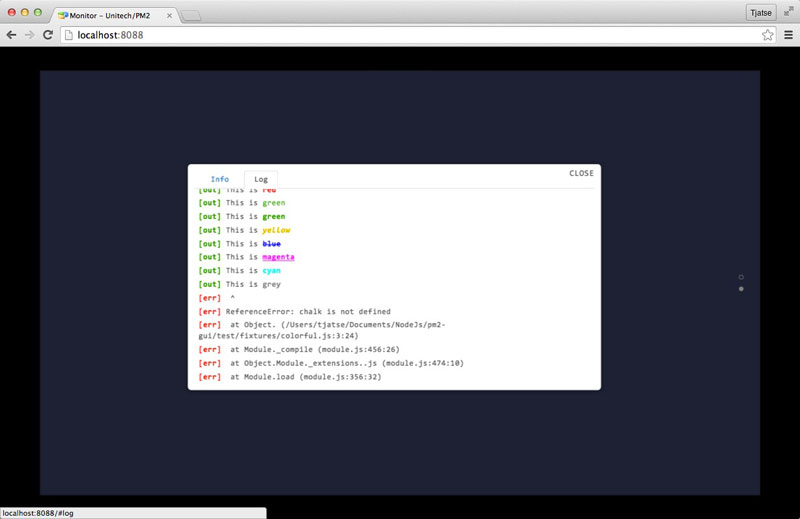 Monitor - Unitech/PM2
Tjatse
localhost:8088
Info
Log
CLOSE
[out] This is red
[out] This is green
[out] This is green
[out] This is yellow
[out] This is blue
[out] This is magenta
[out] This is cyan
[out] This is grey
[err] ^
[err] ReferenceError: chalk is not defined
[err] at Object. (/Users/tjatse/Documents/NodeJs/pm2-
gui/test/fixtures/colorful.js:3:24)
[err] at Module._compile (module.js:456:26)
[err] at Object.Module._extensions..js (module.js:474:10)
[err] at Module.load (module.js:356:32)
localhost:8088/#log